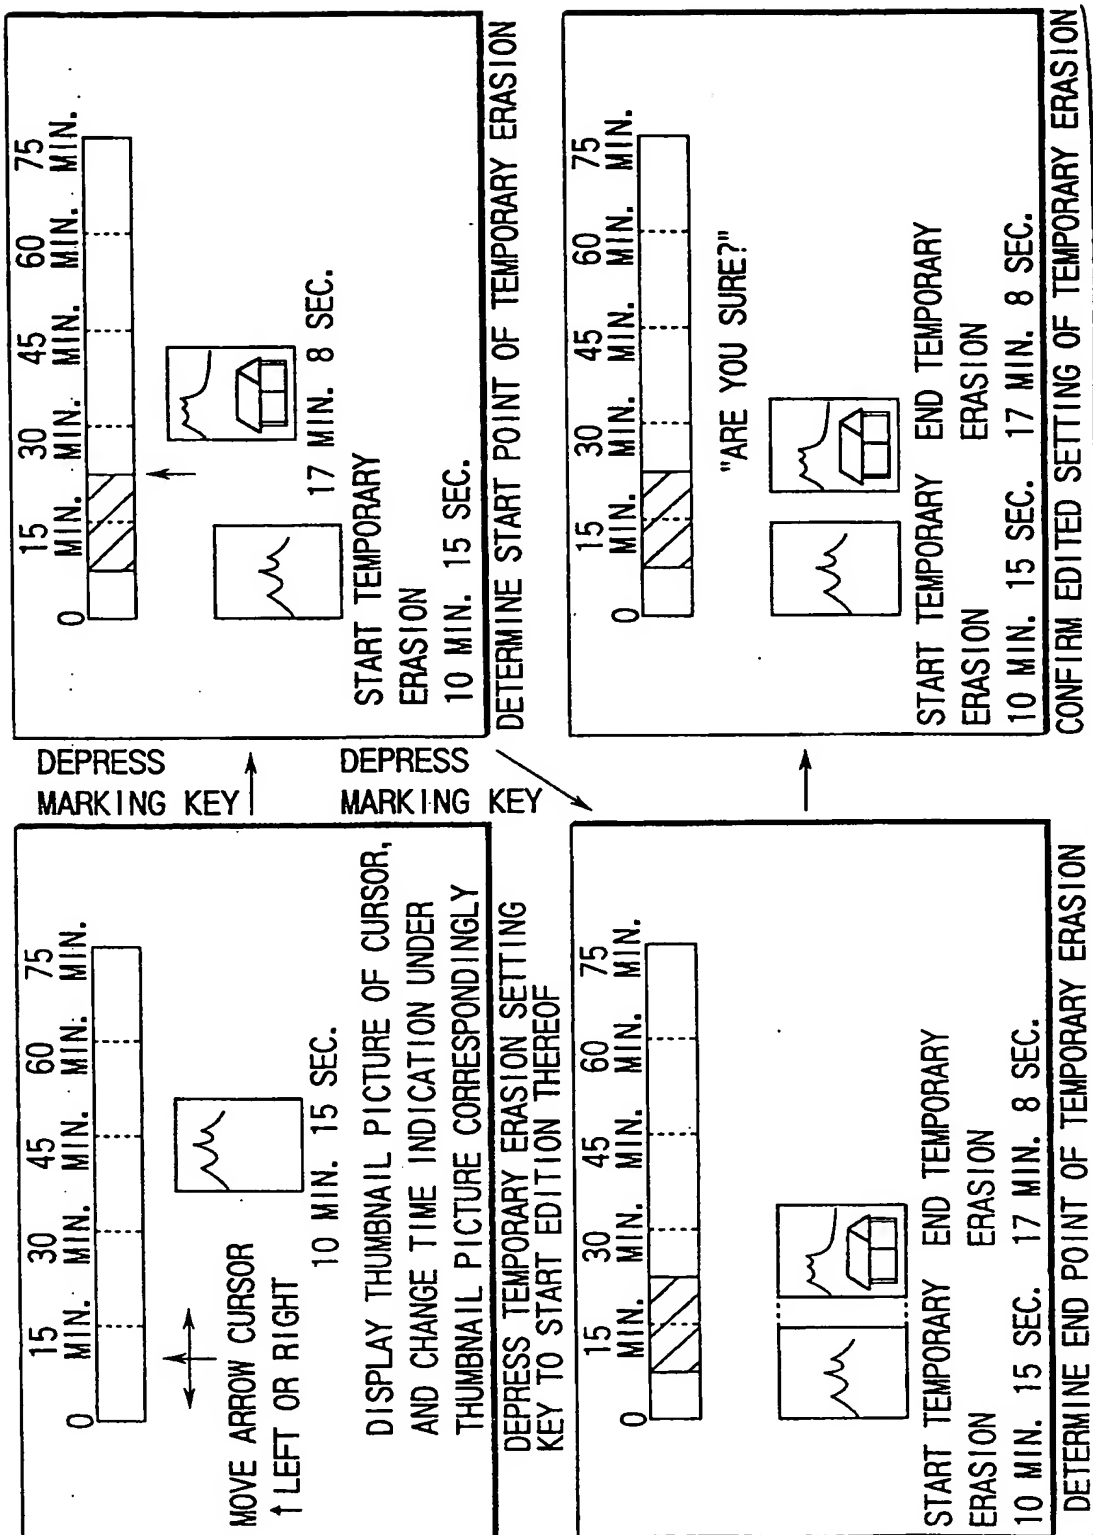 0
15 MIN.
30 MIN.
45 MIN.
60 MIN.
75 MIN.
MOVE ARROW CURSOR
↑LEFT OR RIGHT
10 MIN. 15 SEC.
DISPLAY THUMBNAIL PICTURE OF CURSOR,
AND CHANGE TIME INDICATION UNDER
THUMBNAIL PICTURE CORRESPONDINGLY
DEPRESS TEMPORARY ERASION SETTING
KEY TO START EDITION THEREOF
DEPRESS
MARKING KEY
0
15 MIN.
30 MIN.
45 MIN.
60 MIN.
75 MIN.
17 MIN. 8 SEC.
START TEMPORARY
ERASION
10 MIN. 15 SEC.
DETERMINE START POINT OF TEMPORARY ERASION
DEPRESS
MARKING KEY
0
15 MIN.
30 MIN.
45 MIN.
60 MIN.
75 MIN.
START TEMPORARY END TEMPORARY
ERASION ERASION
10 MIN. 15 SEC. 17 MIN. 8 SEC.
DETERMINE END POINT OF TEMPORARY ERASION
0
15 MIN.
30 MIN.
45 MIN.
60 MIN.
75 MIN.
"ARE YOU SURE?"
START TEMPORARY END TEMPORARY
ERASION ERASION
10 MIN. 15 SEC. 17 MIN. 8 SEC.
CONFIRM EDITED SETTING OF TEMPORARY ERASION